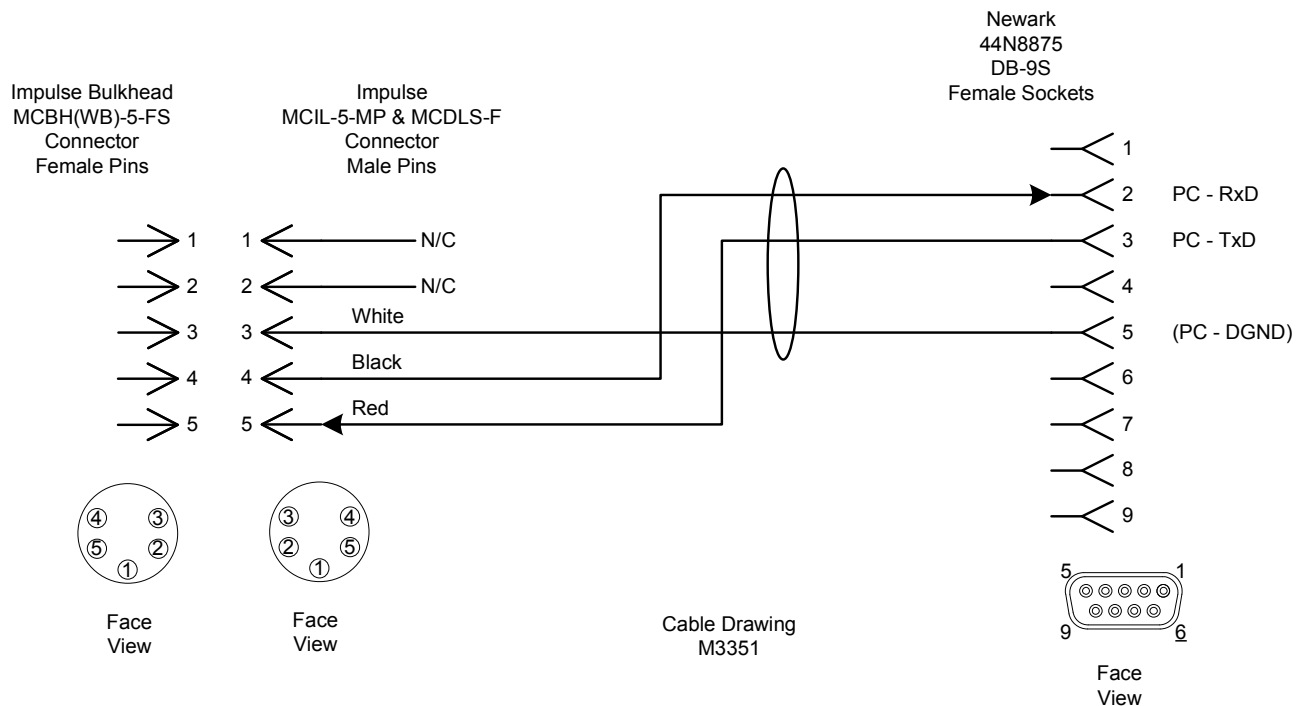 Newark
44N8875
DB-9S
Female Sockets
Impulse Bulkhead
MCBH(WB)-5-FS
Connector
Female Pins
Impulse
MCIL-5-MP & MCDLS-F
Connector
Male Pins
1
2 PC - RxD
3 PC - TxD
4
5 (PC - DGND)
6
7
8
9
1 1 N/C
2 2 N/C
3 3 White
4 4 Black
5 5 Red
4 3
5 2
1
Face
View
3 4
2 5
1
Face
View
Cable Drawing
M3351
5 1
9 6
Face
View